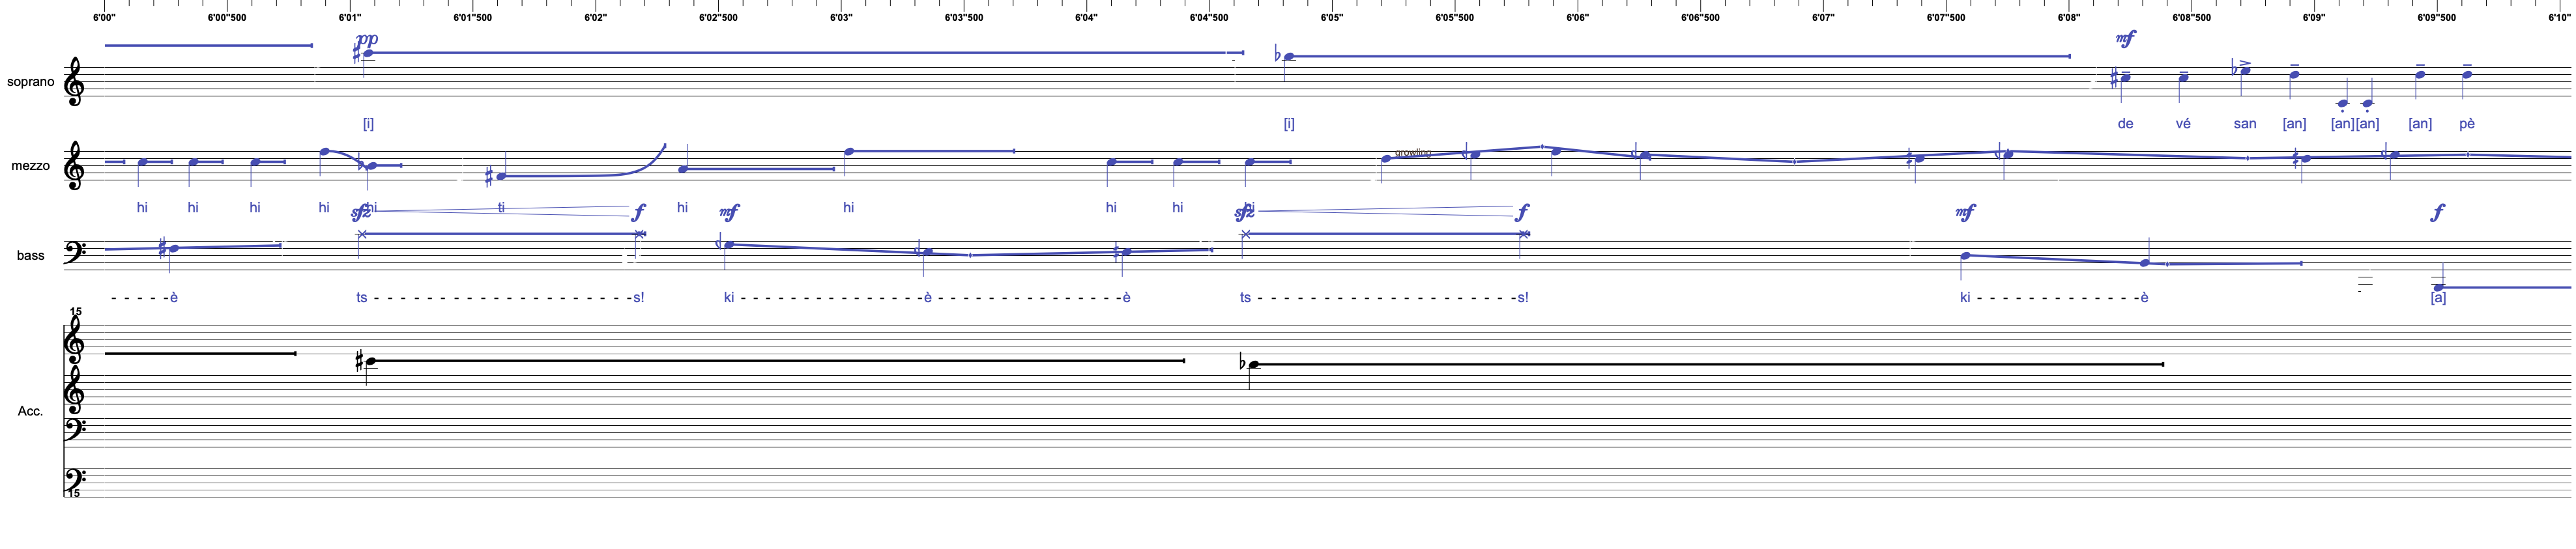 6'00" 6'00"500 6'01" 6'01"500 6'02" 6'02"500 6'03" 6'03"500 6'04" 6'04"500 6'05" 6'05"500 6'06" 6'06"500 6'07" 6'07"500 6'08" 6'08"500 6'09" 6'09"500 6'10"
pp mf
soprano
[i] [i] de vé san [an] [an] [an] [an] pè
growling
mezzo
hi hi hi hi hi ti hi hi hi hi hi
sfz f mf sfz f mf f
bass
- - - - -è ts - - - - - - - - - - - - - - - - - - - -s! ki - - - - - - - - - - - - - -è - - - - - - - - - - - - - -è ts - - - - - - - - - - - - - - - - - - - -s! ki - - - - - - - - - - - - -è [a]
15
Acc.
15